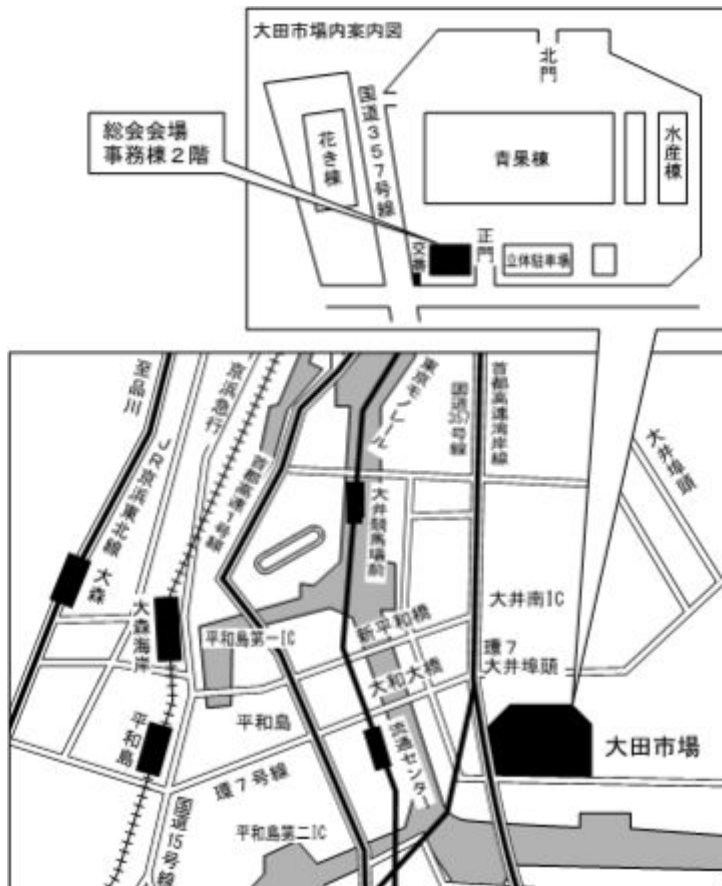 大田市場内案内図
北門
国道357号線
総会会場
事務棟2階
花き棟
青果棟
水産棟
交番
正門
立体駐車場
至品川
京浜急行
東京モノレール
国道357号線
首都高速湾岸線
大井埠頭
JR京浜東北線
首都高速1号線
大井競馬場前
大森
大森海岸
平和島第一IC
新平和橋
大井南IC
環7
大井埠頭
大和大橋
平和島
平和島
大田市場
流通センター
環7号線
国道15号線
平和島第二IC